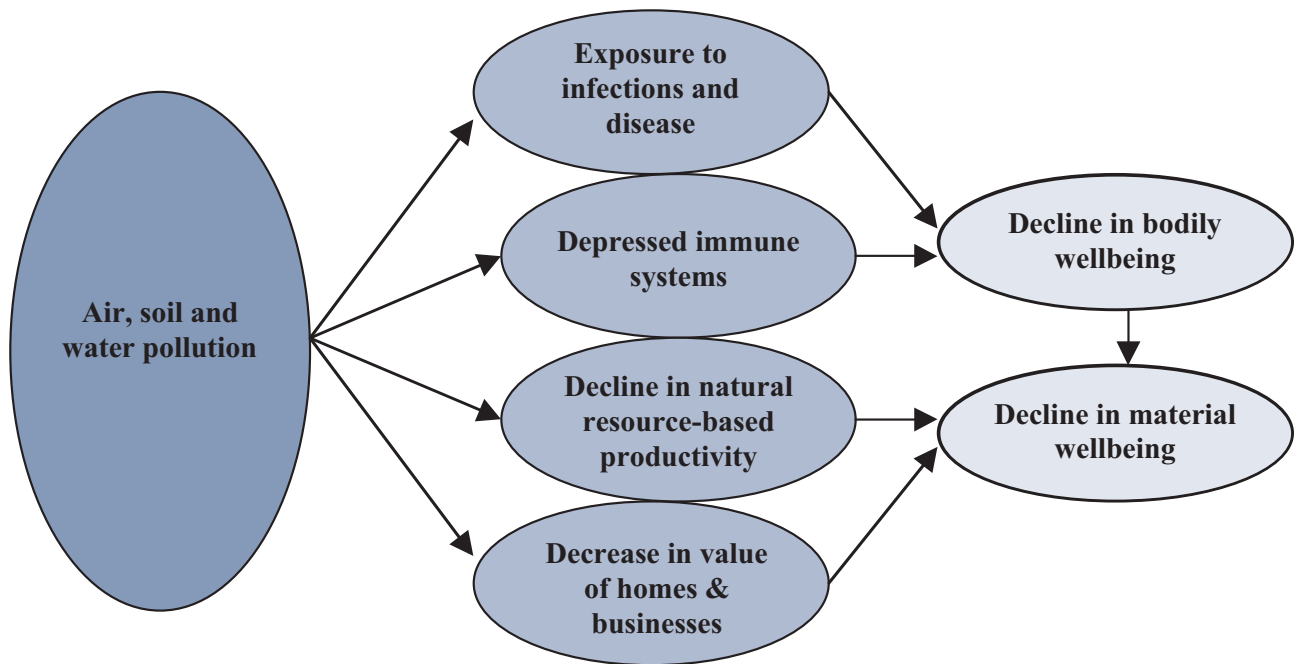 Air, soil and
water pollution
Exposure to
infections and
disease
Depressed immune
systems
Decline in natural
resource-based
productivity
Decrease in value
of homes &
businesses
Decline in bodily
wellbeing
Decline in material
wellbeing